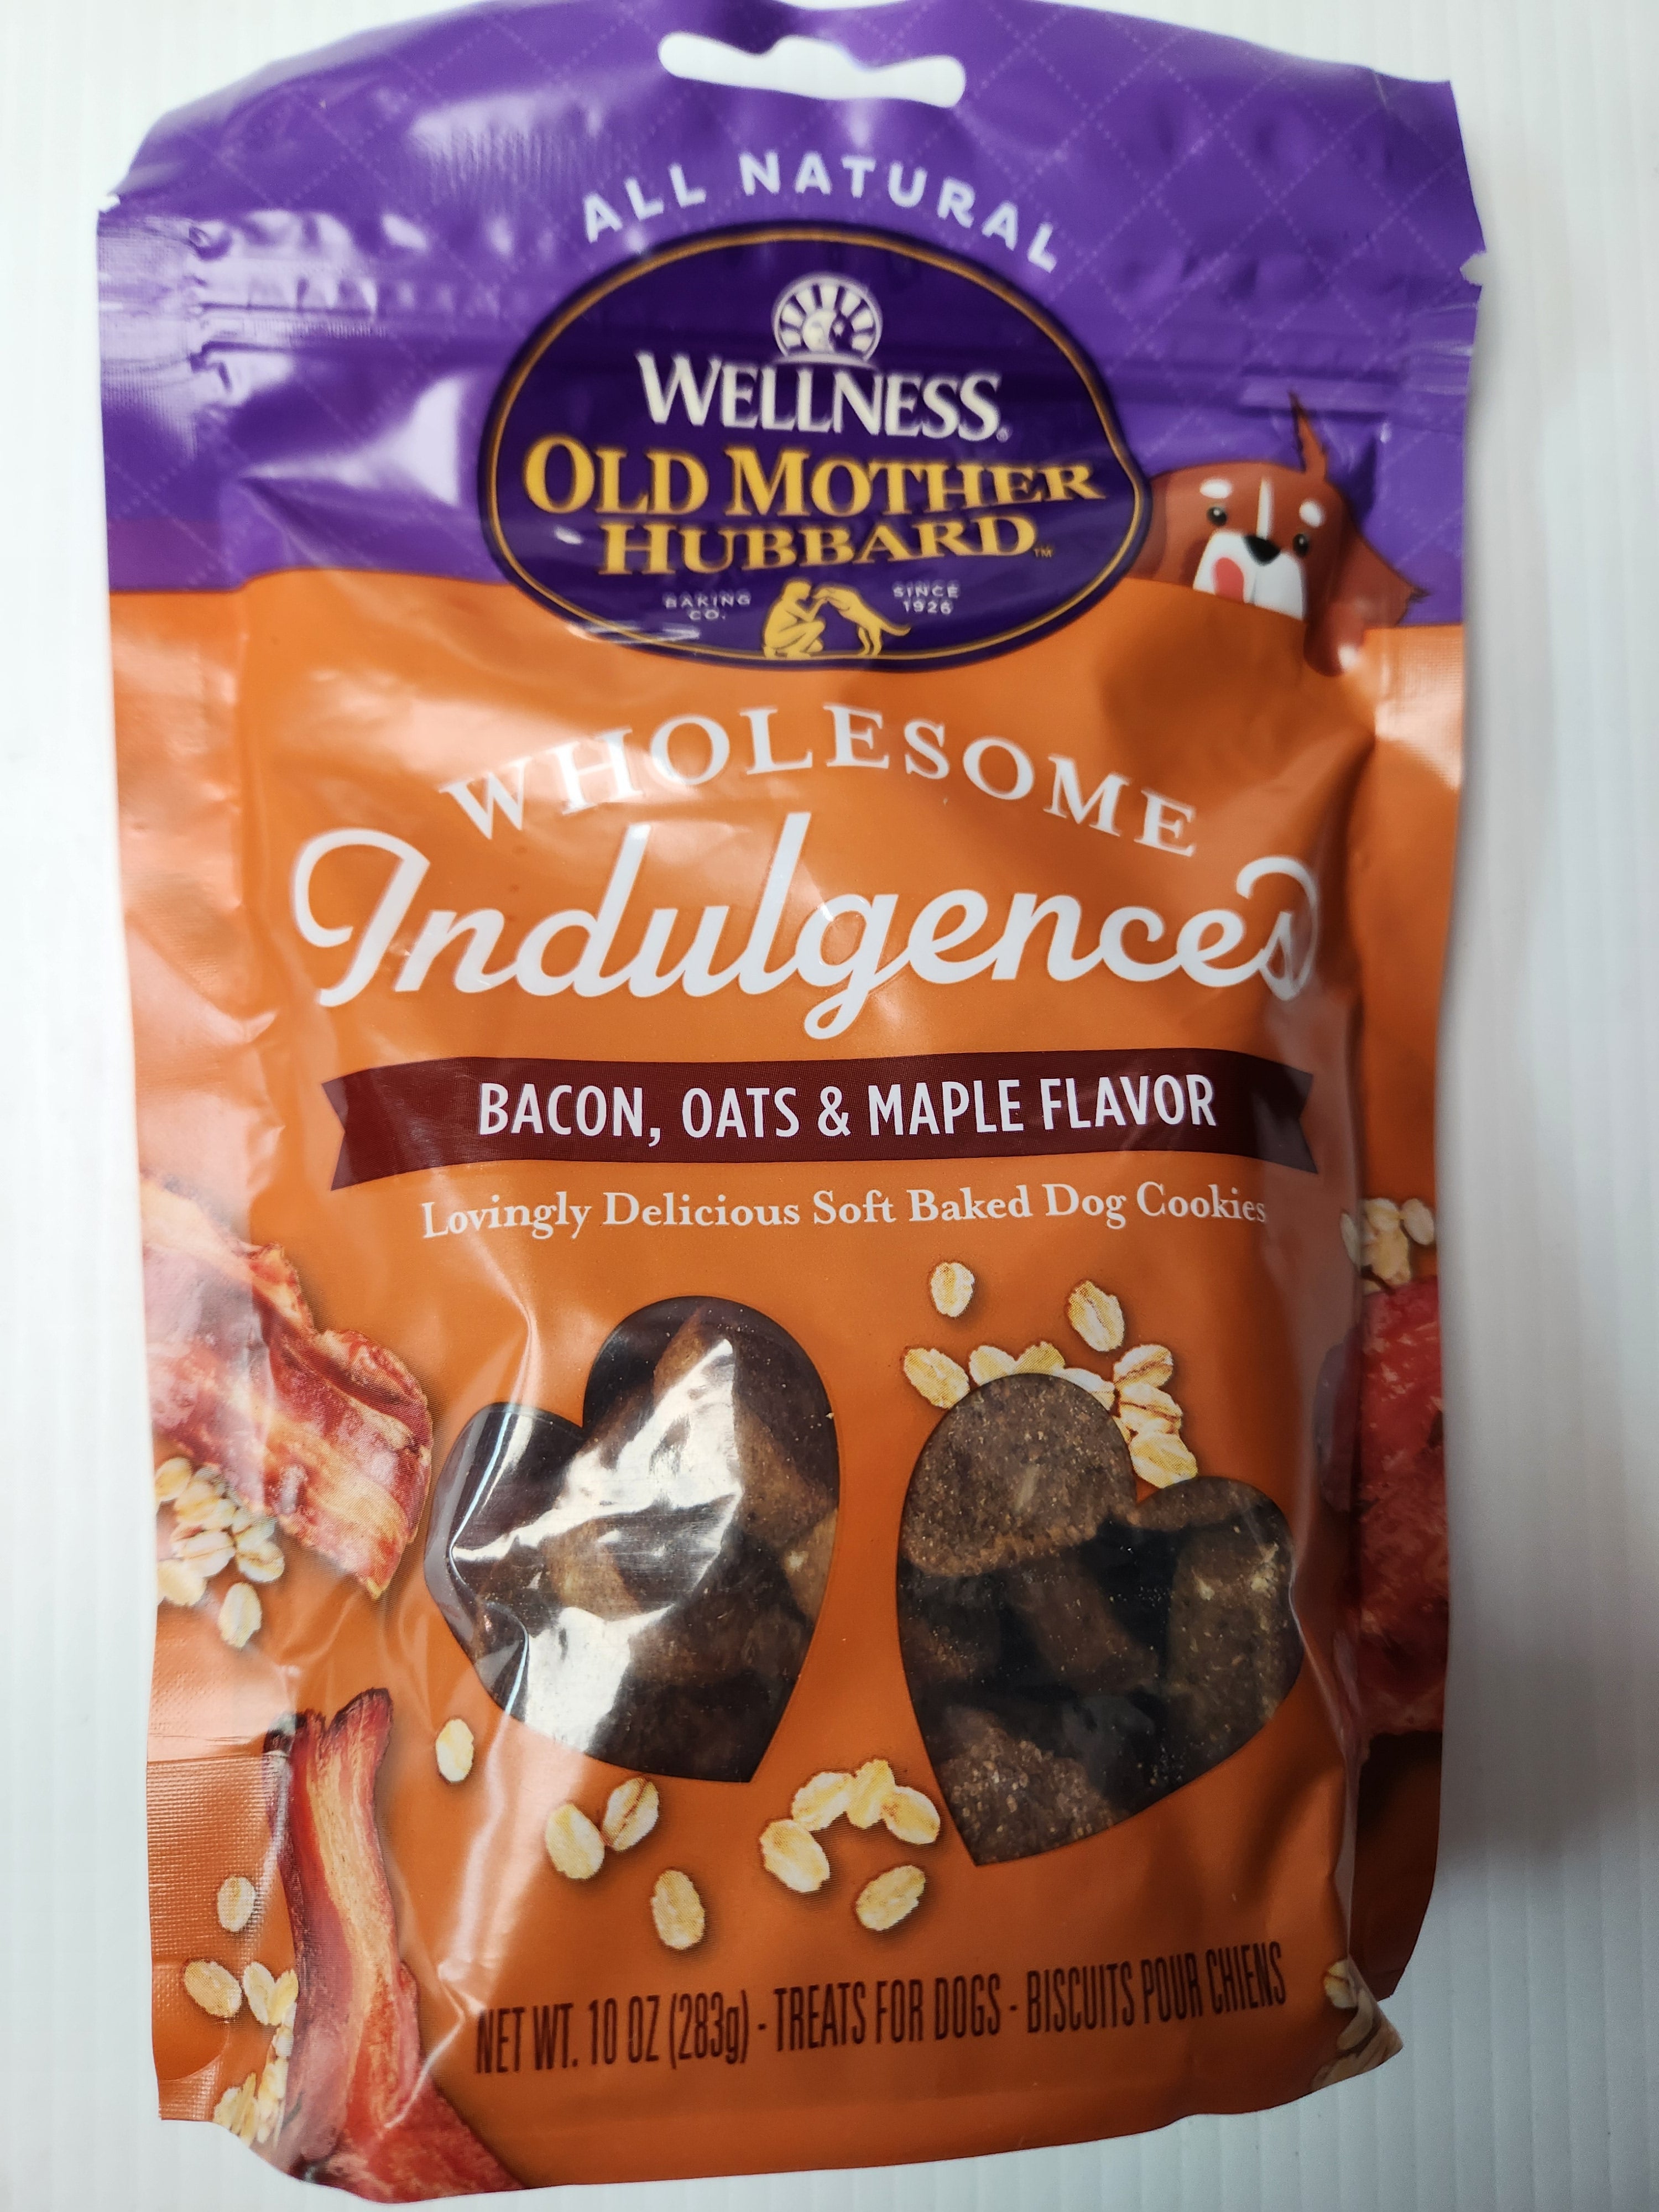 ALL NATURAL
WELLNESS®
OLD MOTHER
HUBBARD™
BAKING
CO.
SINCE
1926
WHOLESOME
Indulgences
BACON, OATS & MAPLE FLAVOR
Lovingly Delicious Soft Baked Dog Cookies
NET WT. 10 OZ (283g) - TREATS FOR DOGS - BISCUITS POUR CHIENS